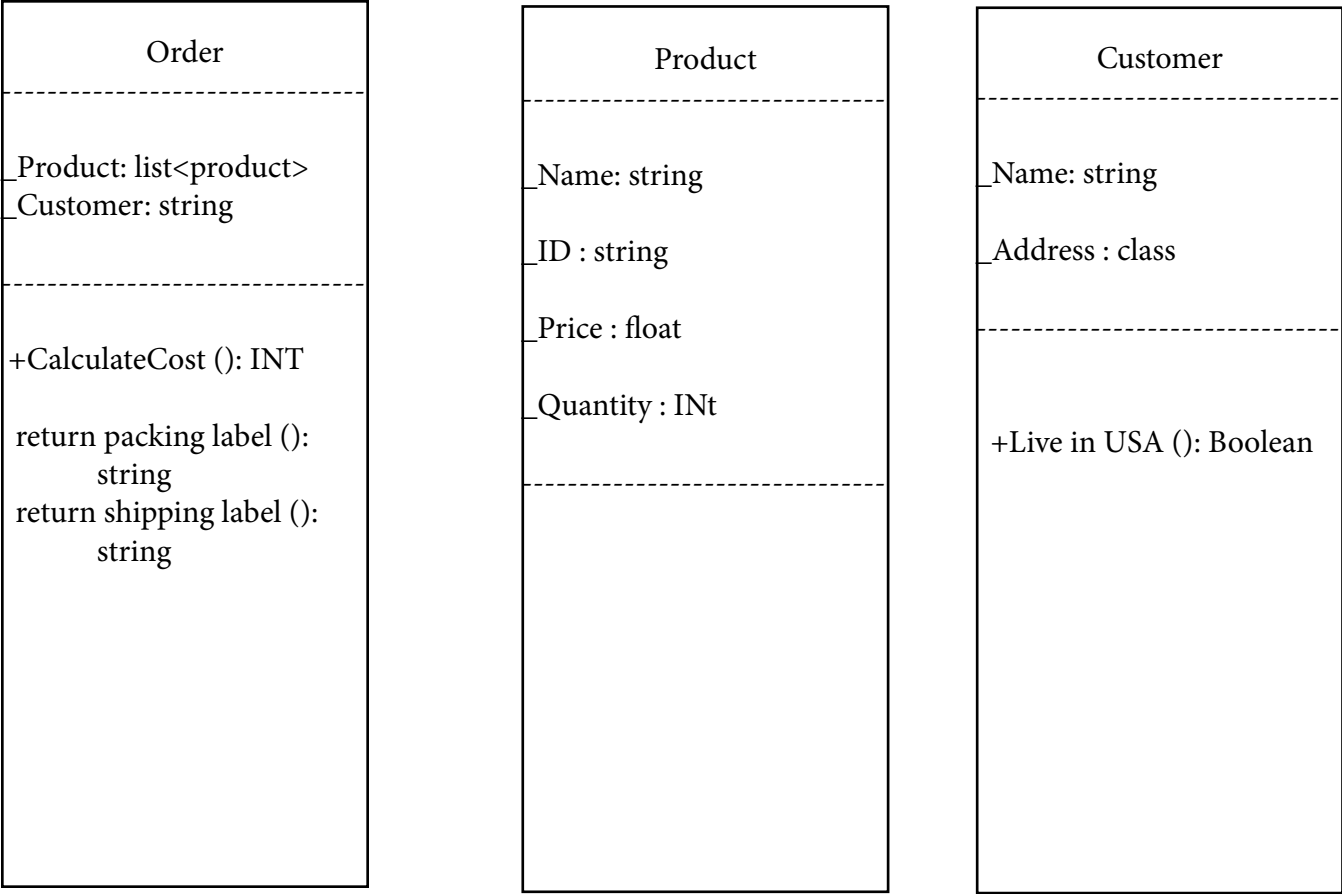 Order
_Product: list<product>
_Customer: string
+CalculateCost (): INT
return packing label ():
string
return shipping label ():
string
Product
_Name: string
_ID : string
_Price : float
_Quantity : INt
Customer
_Name: string
_Address : class
+Live in USA (): Boolean